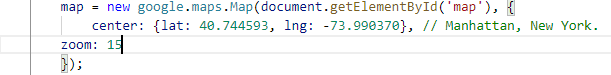 map = new google.maps.Map(document.getElementById('map'), {
center: {lat: 40.744593, lng: -73.990370}, // Manhattan, New York.
zoom: 15
});